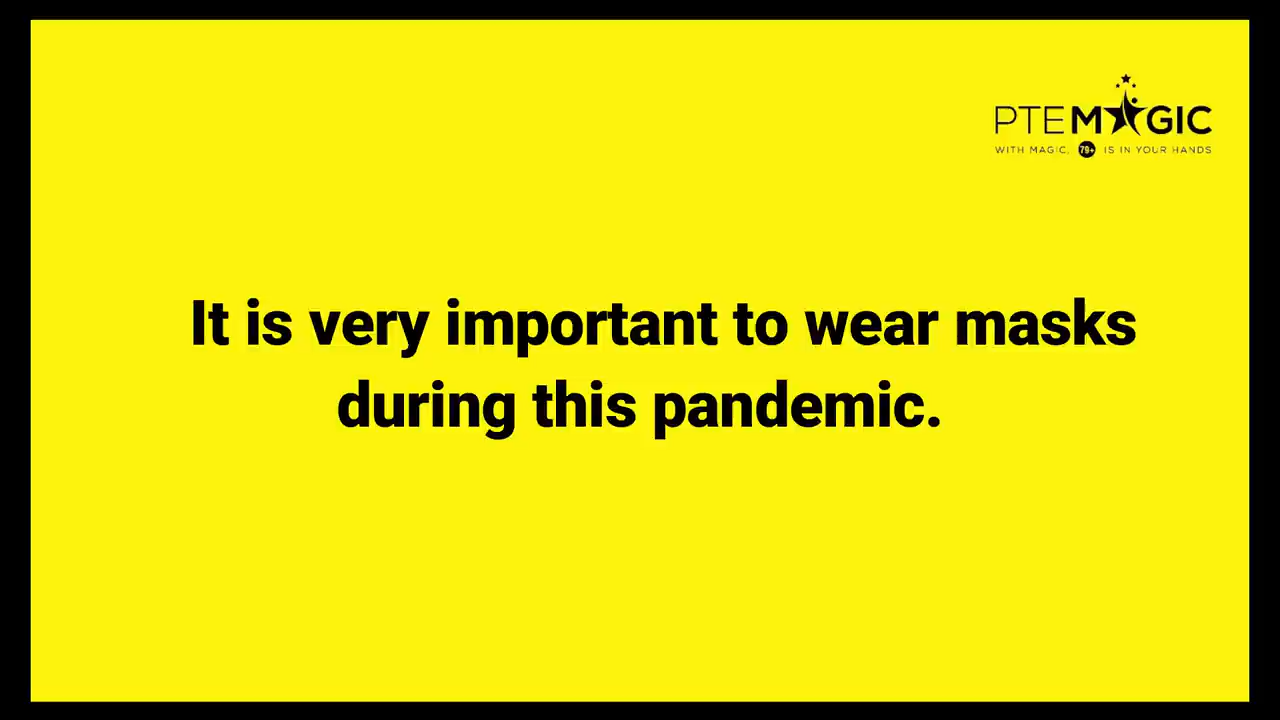 PTEMAGIC
WITH MAGIC, 79+ IS IN YOUR HANDS
It is very important to wear masks
during this pandemic.